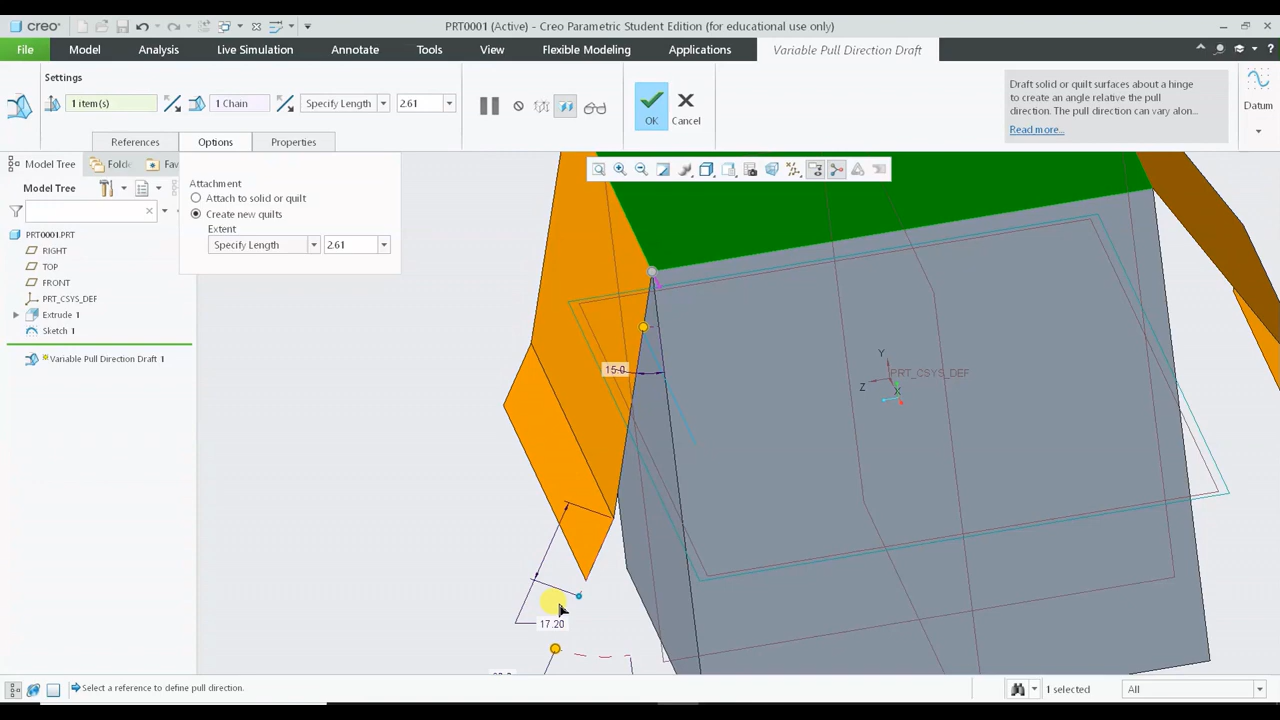 creo
PRT0001 (Active) - Creo Parametric Student Edition (for educational use only)
File Model Analysis Live Simulation Annotate Tools View Flexible Modeling Applications Variable Pull Direction Draft
Settings
1 item(s) 1 Chain Specify Length 2.61
OK Cancel
Draft solid or quilt surfaces about a hinge
to create an angle relative the pull
direction. The pull direction can vary alon...
Read more...
Datum
References Options Properties
Model Tree Folde Fav
Model Tree
Attachment
Attach to solid or quilt
Create new quilts
Extent
Specify Length 2.61
PRT0001.PRT
RIGHT
TOP
FRONT
PRT_CSYS_DEF
Extrude 1
Sketch 1
Variable Pull Direction Draft 1
15.0
Y
PRT_CSYS_DEF
Z
X
17.20
Select a reference to define pull direction.
1 selected
All